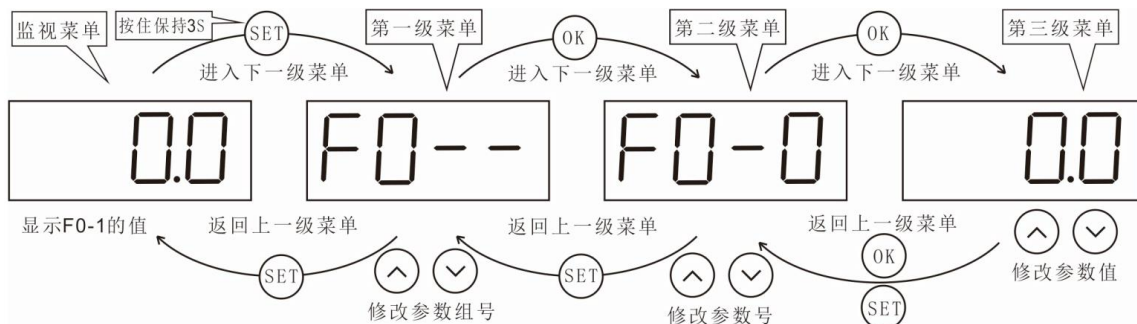 监视菜单
按住保持3S
SET
第一级菜单
OK
第二级菜单
OK
第三级菜单
进入下一级菜单
进入下一级菜单
进入下一级菜单
0.0
F0--
F0-0
0.0
显示F0-1的值
返回上一级菜单
返回上一级菜单
返回上一级菜单
SET
SET
OK
SET
修改参数组号
修改参数号
修改参数值